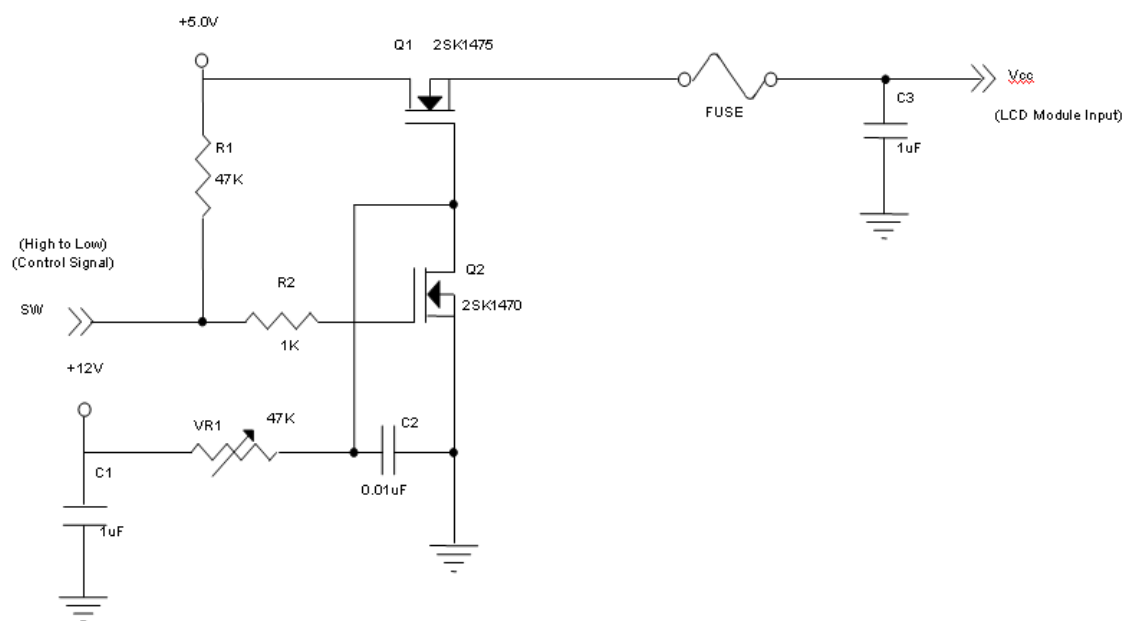 +5.0V
Q1 2SK1475
Vcc
FUSE
C3
(LCD Module Input)
1uF
R1
47K
(High to Low)
(Control Signal)
SW
R2
1K
Q2
2SK1470
+12V
VR1
47K
C2
0.01uF
C1
1uF